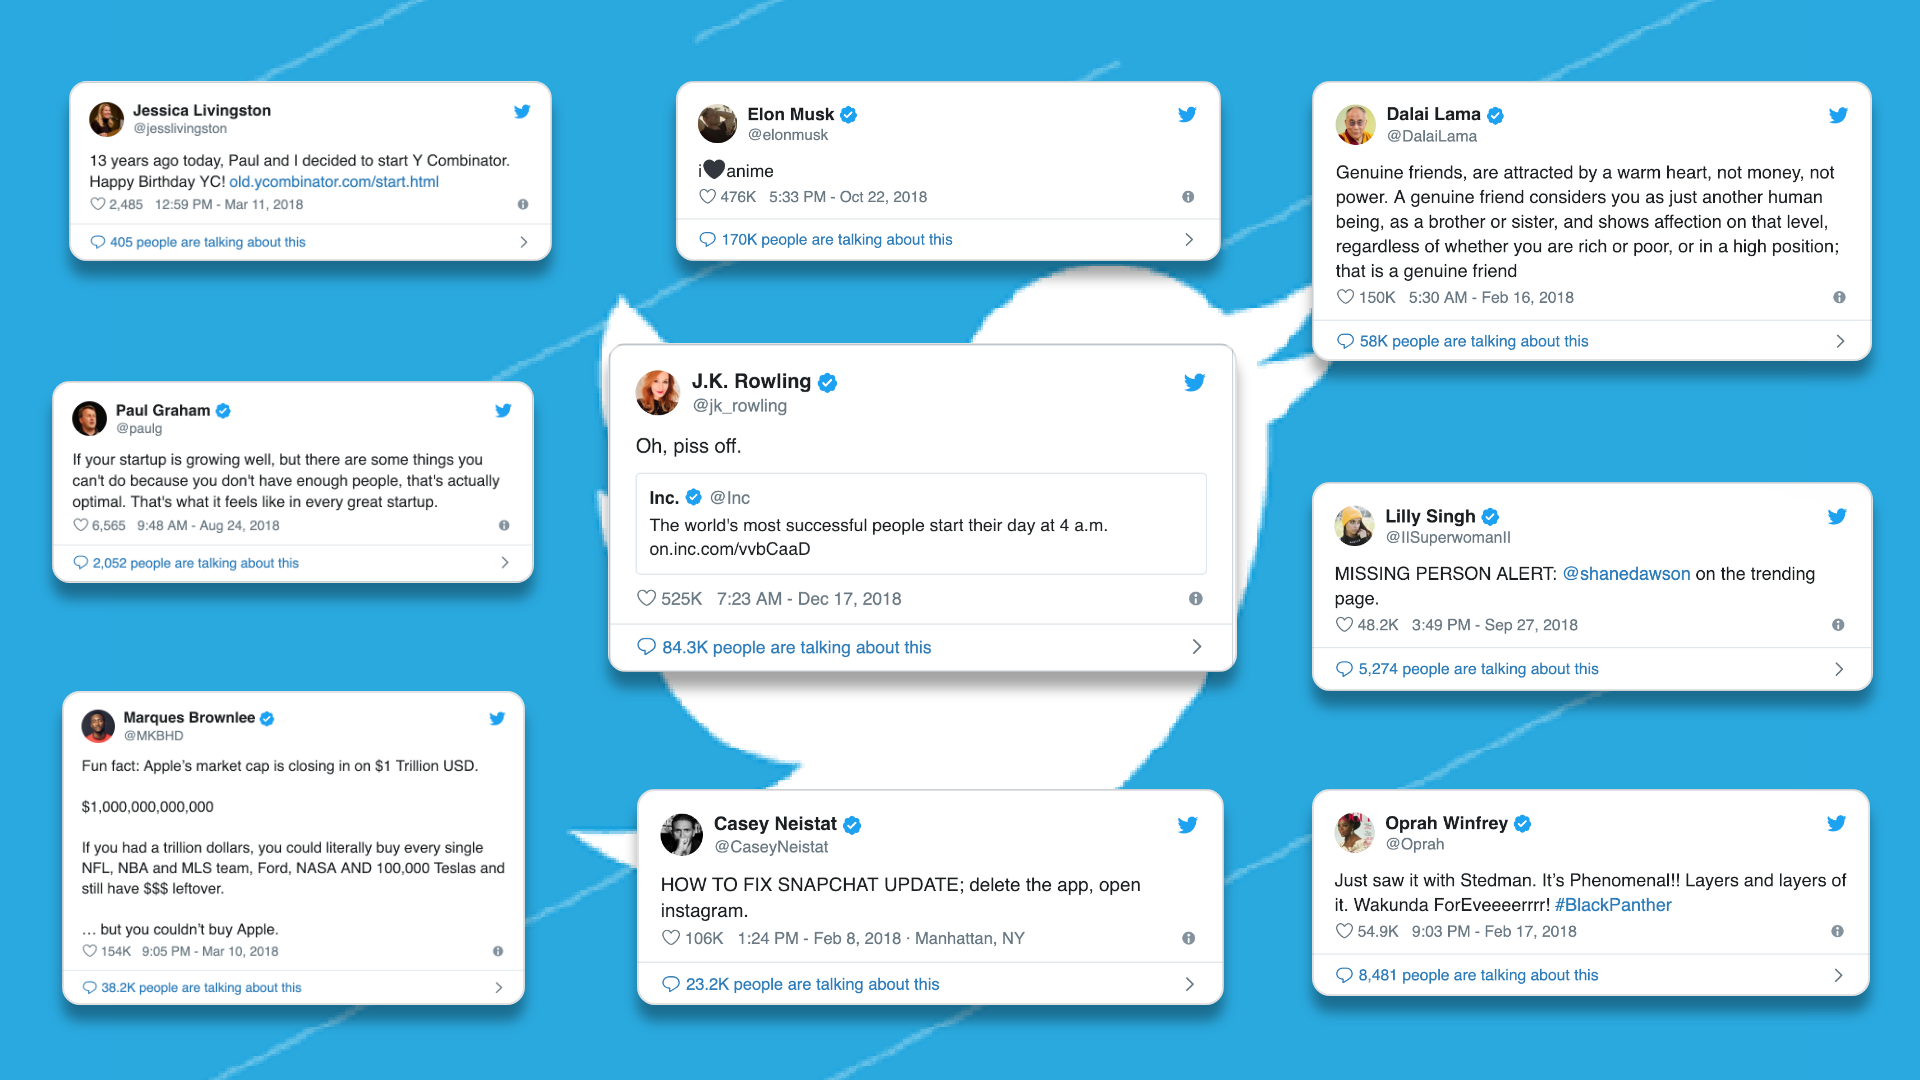 Jessica Livingston
@jesslivingston
13 years ago today, Paul and I decided to start Y Combinator.
Happy Birthday YC! old.ycombinator.com/start.html
2,485 12:59 PM - Mar 11, 2018
405 people are talking about this
Elon Musk
@elonmusk
i🖤anime
476K 5:33 PM - Oct 22, 2018
170K people are talking about this
Dalai Lama
@DalaiLama
Genuine friends, are attracted by a warm heart, not money, not
power. A genuine friend considers you as just another human
being, as a brother or sister, and shows affection on that level,
regardless of whether you are rich or poor, or in a high position;
that is a genuine friend
150K 5:30 AM - Feb 16, 2018
58K people are talking about this
Paul Graham
@paulg
If your startup is growing well, but there are some things you
can't do because you don't have enough people, that's actually
optimal. That's what it feels like in every great startup.
6,565 9:48 AM - Aug 24, 2018
2,052 people are talking about this
J.K. Rowling
@jk_rowling
Oh, piss off.
Inc. @Inc
The world's most successful people start their day at 4 a.m.
on.inc.com/vvbCaaD
525K 7:23 AM - Dec 17, 2018
84.3K people are talking about this
Lilly Singh
@IISuperwomanII
MISSING PERSON ALERT: @shanedawson on the trending
page.
48.2K 3:49 PM - Sep 27, 2018
5,274 people are talking about this
Marques Brownlee
@MKBHD
Fun fact: Apple’s market cap is closing in on $1 Trillion USD.
$1,000,000,000,000
If you had a trillion dollars, you could literally buy every single
NFL, NBA and MLS team, Ford, NASA AND 100,000 Teslas and
still have $$$ leftover.
… but you couldn’t buy Apple.
154K 9:05 PM - Mar 10, 2018
38.2K people are talking about this
Casey Neistat
@CaseyNeistat
HOW TO FIX SNAPCHAT UPDATE; delete the app, open
instagram.
106K 1:24 PM - Feb 8, 2018 · Manhattan, NY
23.2K people are talking about this
Oprah Winfrey
@Oprah
Just saw it with Stedman. It’s Phenomenal!! Layers and layers of
it. Wakunda ForEveeeerrrr! #BlackPanther
54.9K 9:03 PM - Feb 17, 2018
8,481 people are talking about this